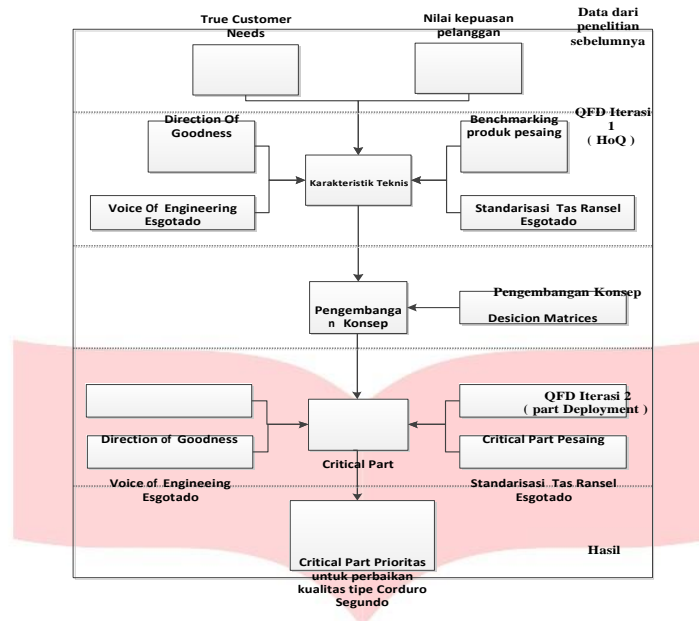 True Customer
Needs
Nilai kepuasan
pelanggan
Data dari
penelitian
sebelumnya
Direction Of
Goodness
Benchmarking
produk pesaing
QFD Iterasi
1
( HoQ )
Karakteristik Teknis
Voice Of Engineering
Esgotado
Standarisasi Tas Ransel
Esgotado
Pengembanga
n Konsep
Pengembangan Konsep
Desicion Matrices
QFD Iterasi 2
( part Deployment )
Direction of Goodness
Critical Part Pesaing
Critical Part
Voice of Engineeing
Esgotado
Standarisasi Tas Ransel
Esgotado
Hasil
Critical Part Prioritas
untuk perbaikan
kualitas tipe Corduro
Segundo